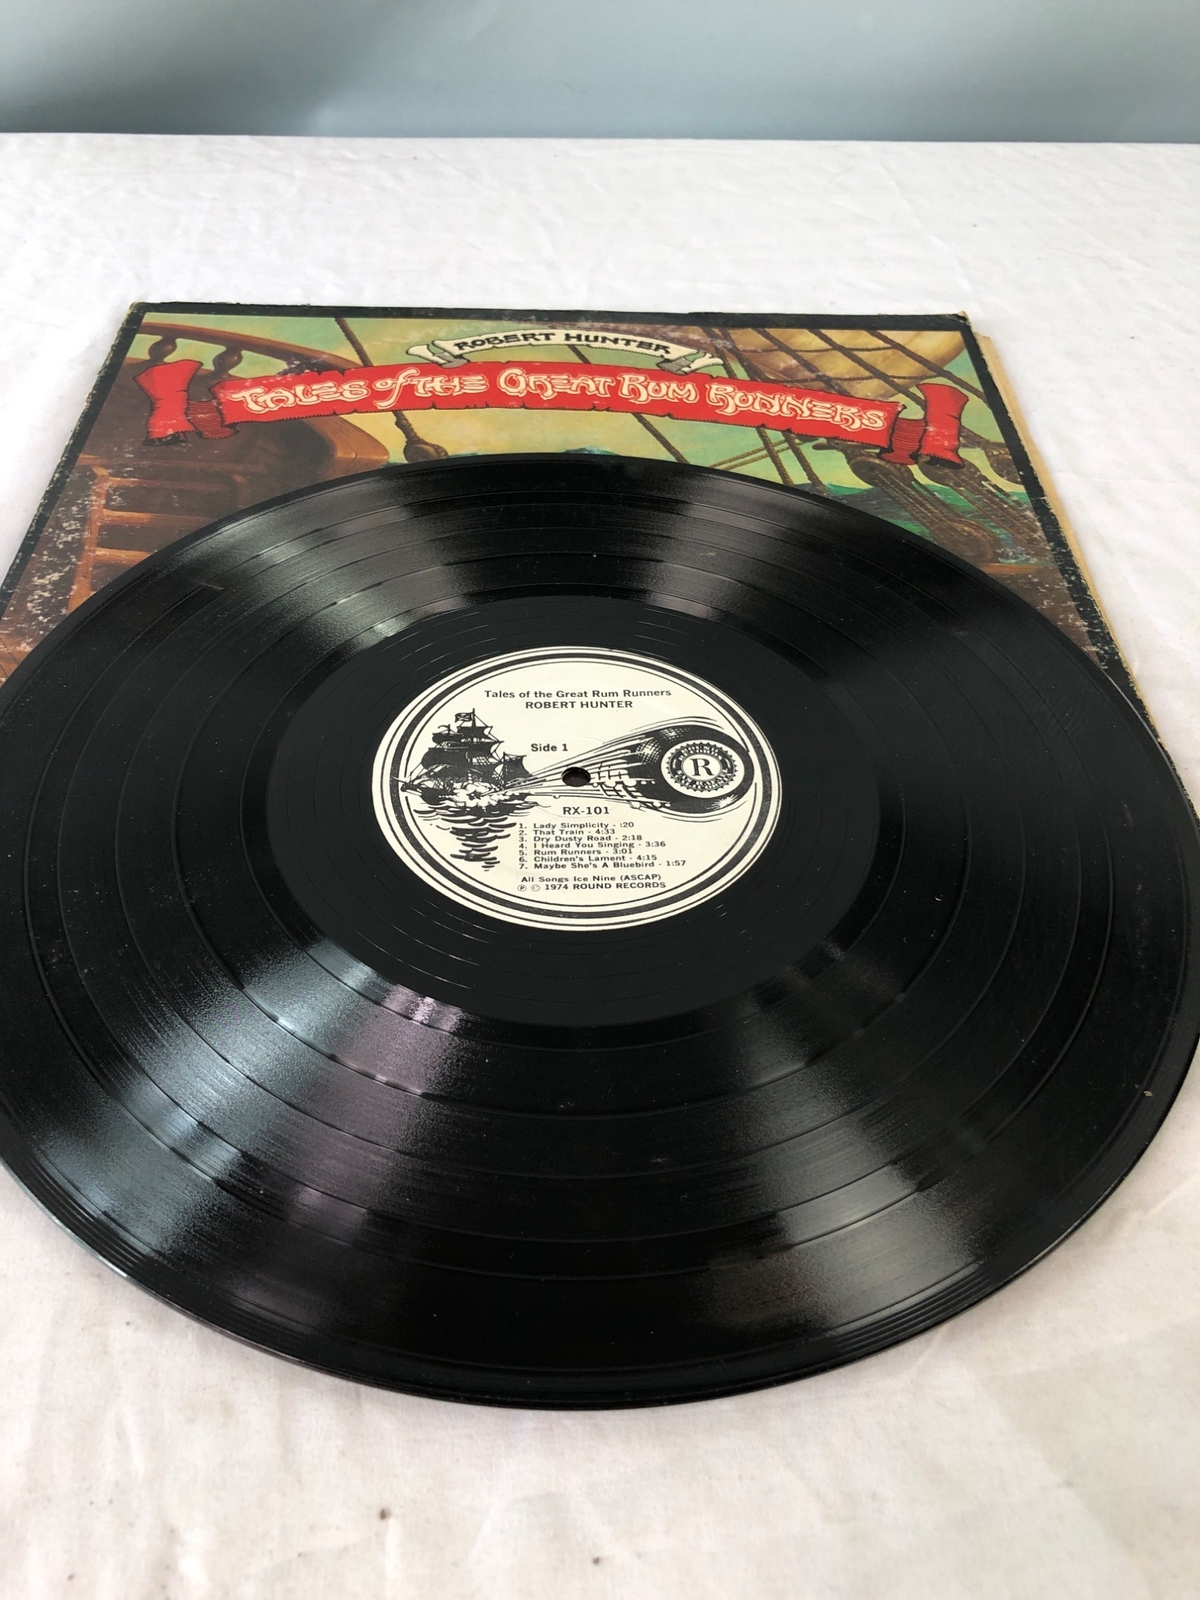 ROBERT HUNTER
TALES of THE GREAT RUM RUNNERS
Tales of the Great Rum Runners
ROBERT HUNTER
Side 1
R
RX-101
1. Lady Simplicity - :20
2. That Train - 4:33
3. Dry Dusty Road - 2:18
4. I Heard You Singing - 3:36
5. Rum Runners - 3:01
6. Children's Lament - 4:15
7. Maybe She's A Bluebird - 1:57
All Songs Ice Nine (ASCAP)
℗ © 1974 ROUND RECORDS